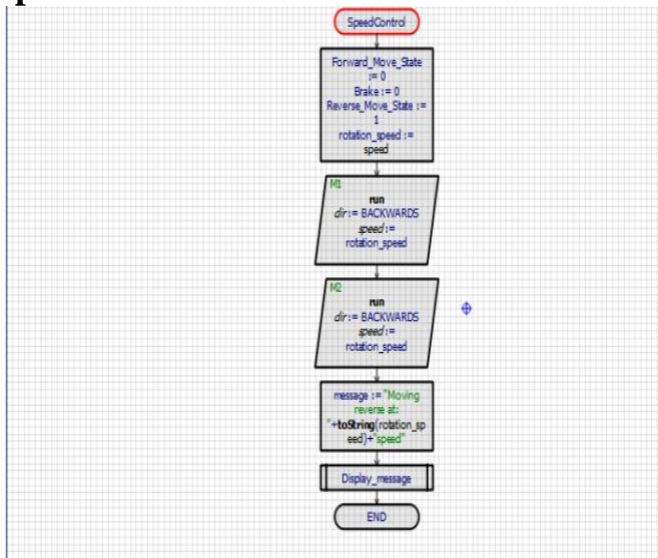 SpeedControl
Forward_Move_State
:= 0
Brake := 0
Reverse_Move_State :=
1
rotation_speed :=
speed
M1
run
dir:= BACKWARDS
speed:=
rotation_speed
M2
run
dir:= BACKWARDS
speed:=
rotation_speed
message := "Moving
reverse at:
"+toString(rotation_sp
eed)+"speed"
Display_message
END